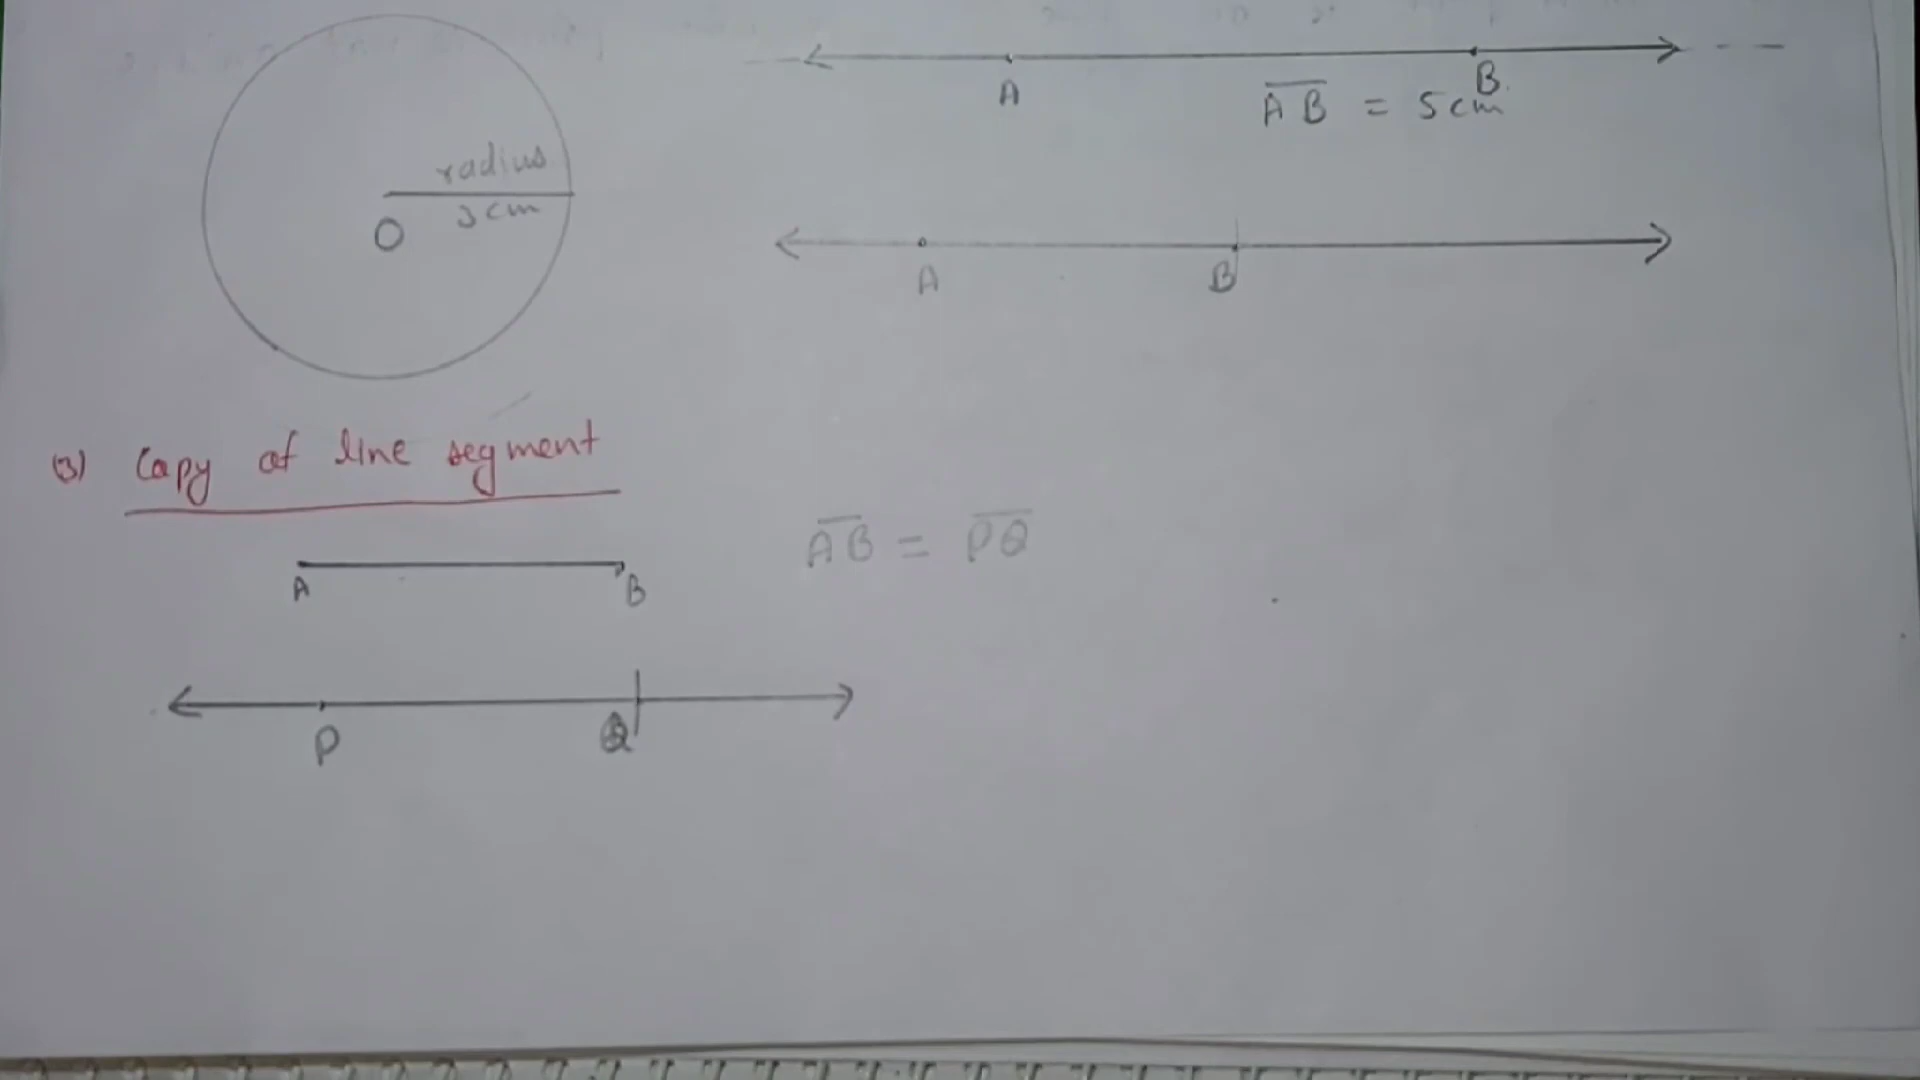 radius
3cm
O
A
B
AB = 5cm
A
B
(3) Copy of line segment
A
B
AB = PQ
P
Q